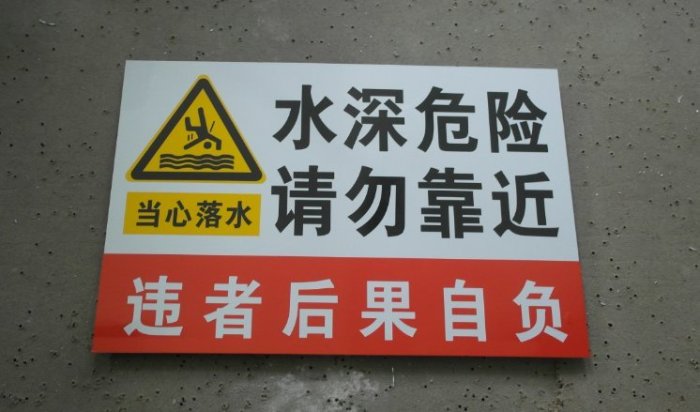 水深危险
请勿靠近
当心落水
违者后果自负